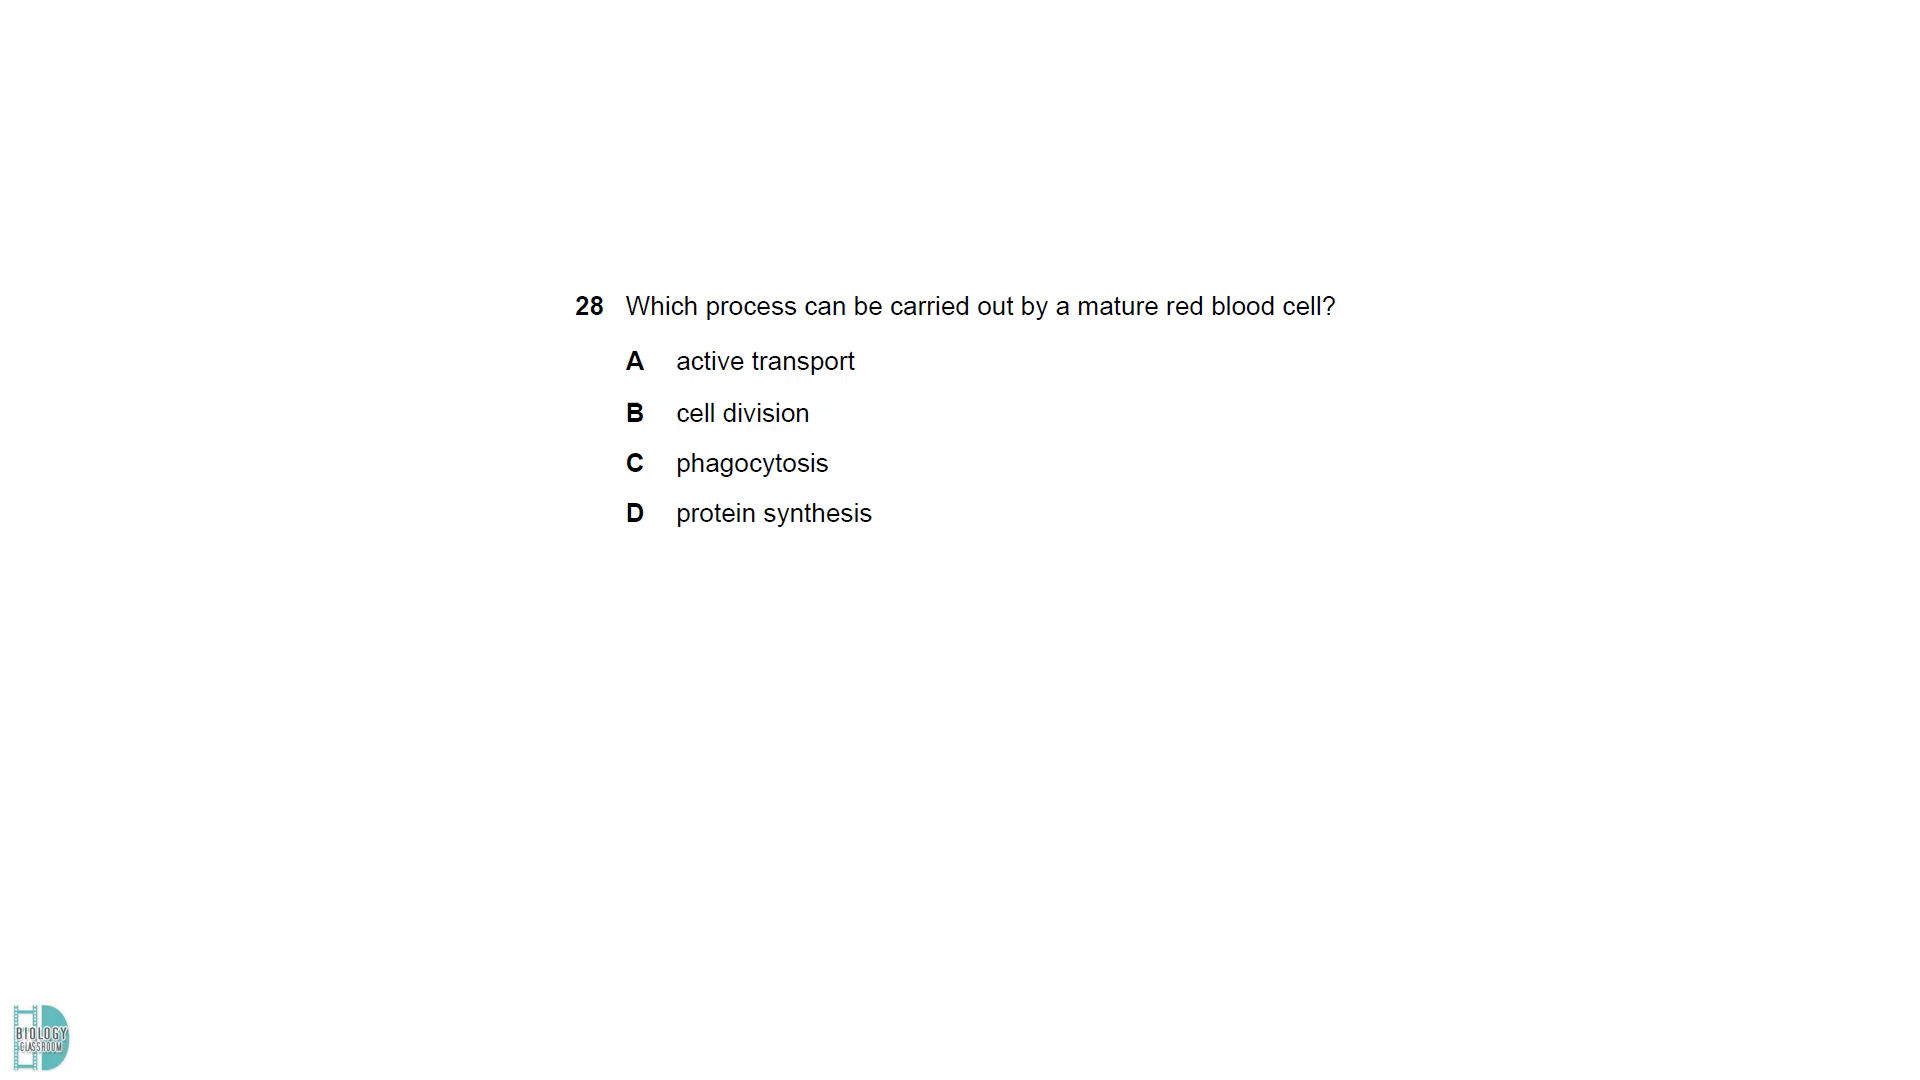 28 Which process can be carried out by a mature red blood cell?
A active transport
B cell division
C phagocytosis
D protein synthesis
BIOLOGY
CLASSROOM